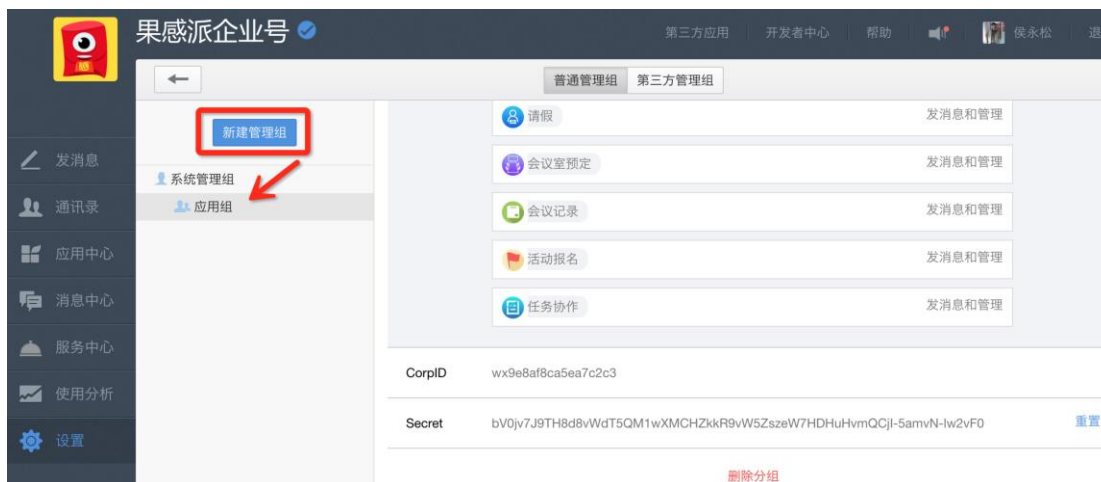 果感派企业号
第三方应用 开发者中心 帮助 侯永松 退
普通管理组 第三方管理组
新建管理组
系统管理组
应用组
发消息
通讯录
应用中心
消息中心
服务中心
使用分析
设置
请假 发消息和管理
会议室预定 发消息和管理
会议记录 发消息和管理
活动报名 发消息和管理
任务协作 发消息和管理
CorpID wx9e8af8ca5ea7c2c3
Secret bV0jv7J9TH8d8vWdT5QM1wXMCHZkkR9vW5ZszeW7HDHuHvmQCjI-5amvN-Iw2vF0 重置
删除分组